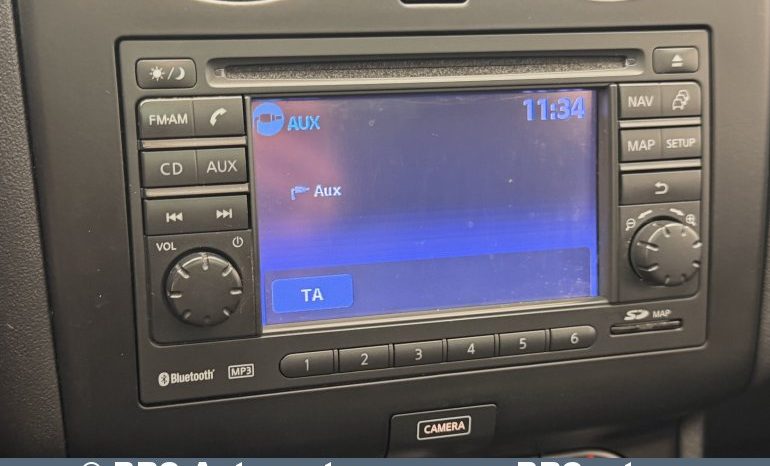 FM·AM
CD AUX
VOL
AUX
11:34
Aux
TA
NAV
MAP SETUP
MAP
1 2 3 4 5 6
Bluetooth MP3
CAMERA